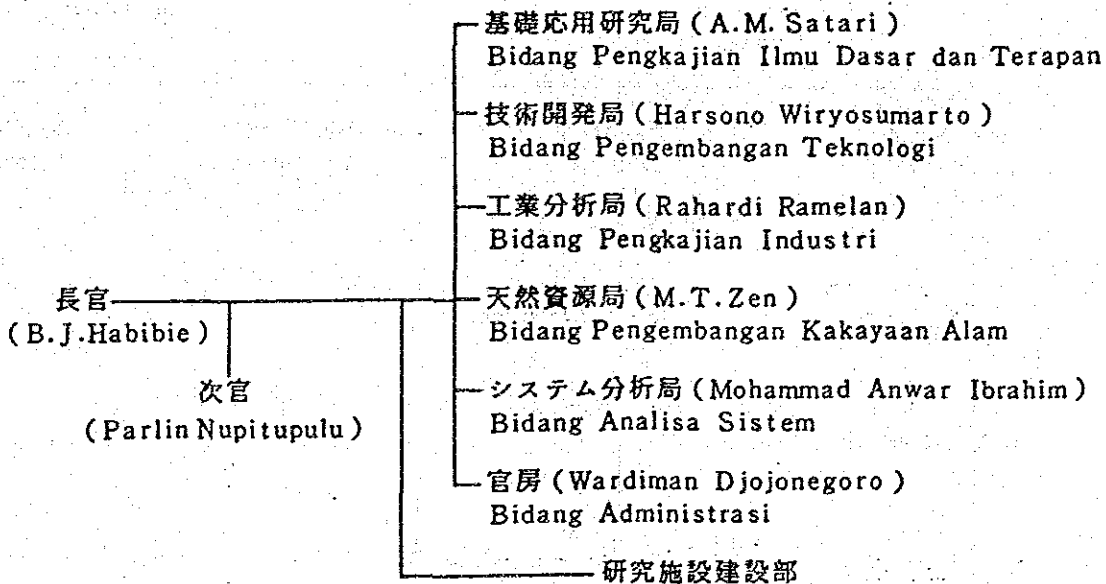 基礎応用研究局 (A.M. Satari)
Bidang Pengkajian Ilmu Dasar dan Terapan
技術開発局 (Harsono Wiryosumarto)
Bidang Pengembangan Teknologi
工業分析局 (Rahardi Ramelan)
Bidang Pengkajian Industri
長官
(B.J.Habibie)
天然資源局 (M.T.Zen)
Bidang Pengembangan Kakayaan Alam
次官
(Parlin Nupitupulu)
システム分析局 (Mohammad Anwar Ibrahim)
Bidang Analisa Sistem
官房 (Wardiman Djojonegoro)
Bidang Administrasi
研究施設建設部